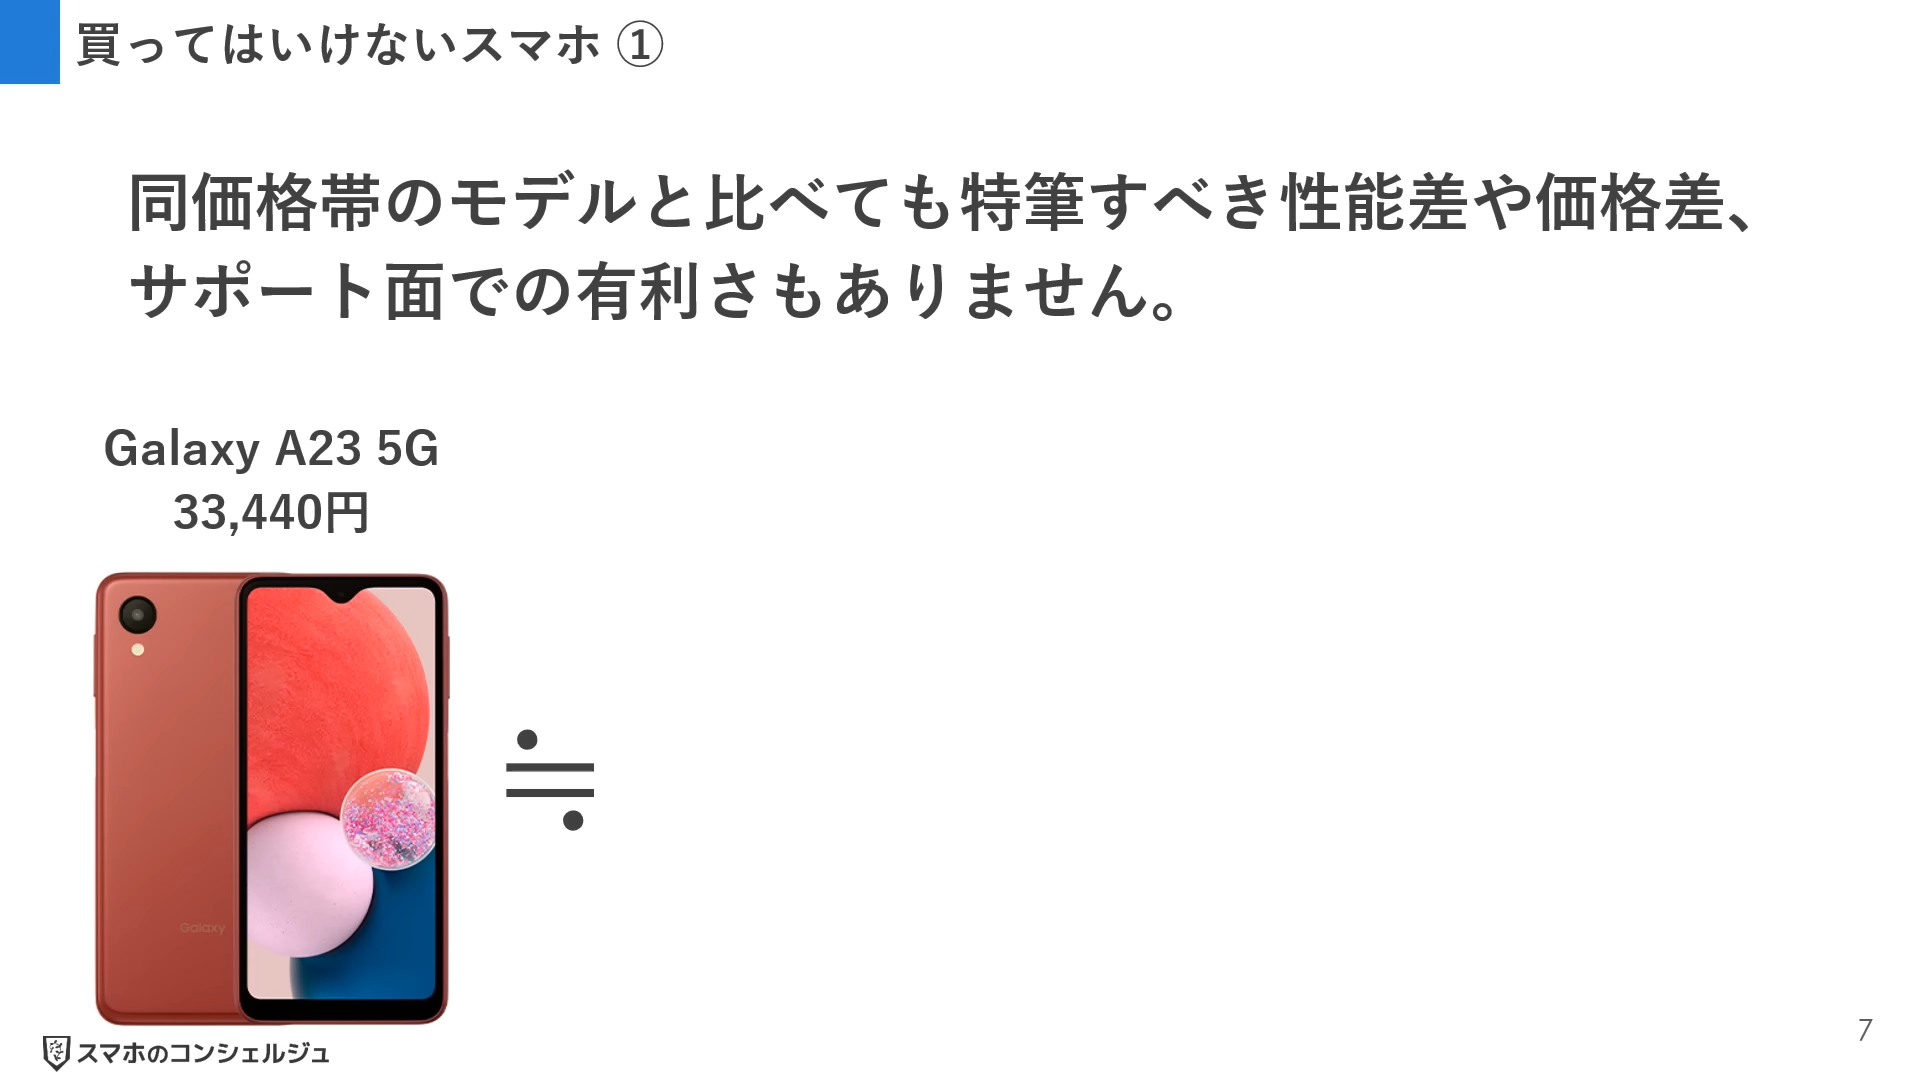 買ってはいけないスマホ ①
同価格帯のモデルと比べても特筆すべき性能差や価格差、
サポート面での有利さもありません。
Galaxy A23 5G
33,440円
Galaxy
≒
スマホのコンシェルジュ
7